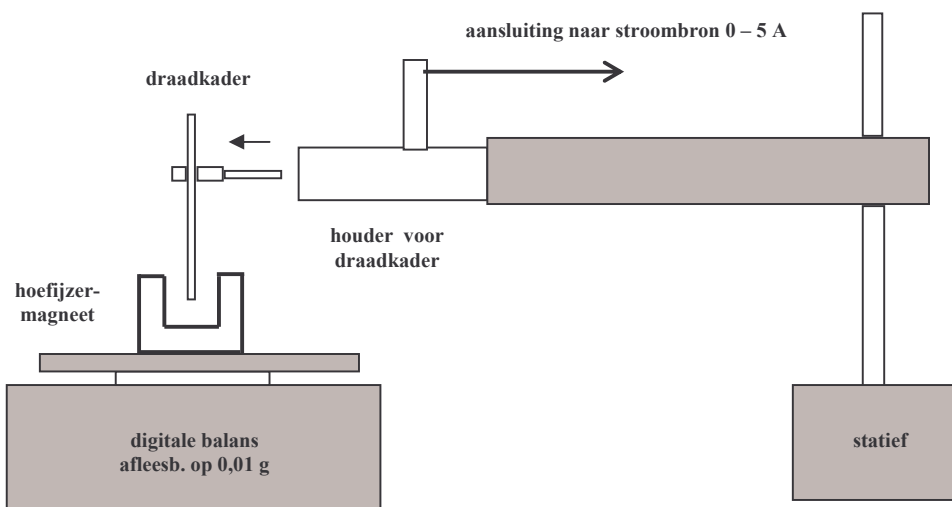 aansluiting naar stroombron 0 – 5 A
draadkader
houder voor
draadkader
hoefijzer-
magneet
digitale balans
afleesb. op 0,01 g
statief